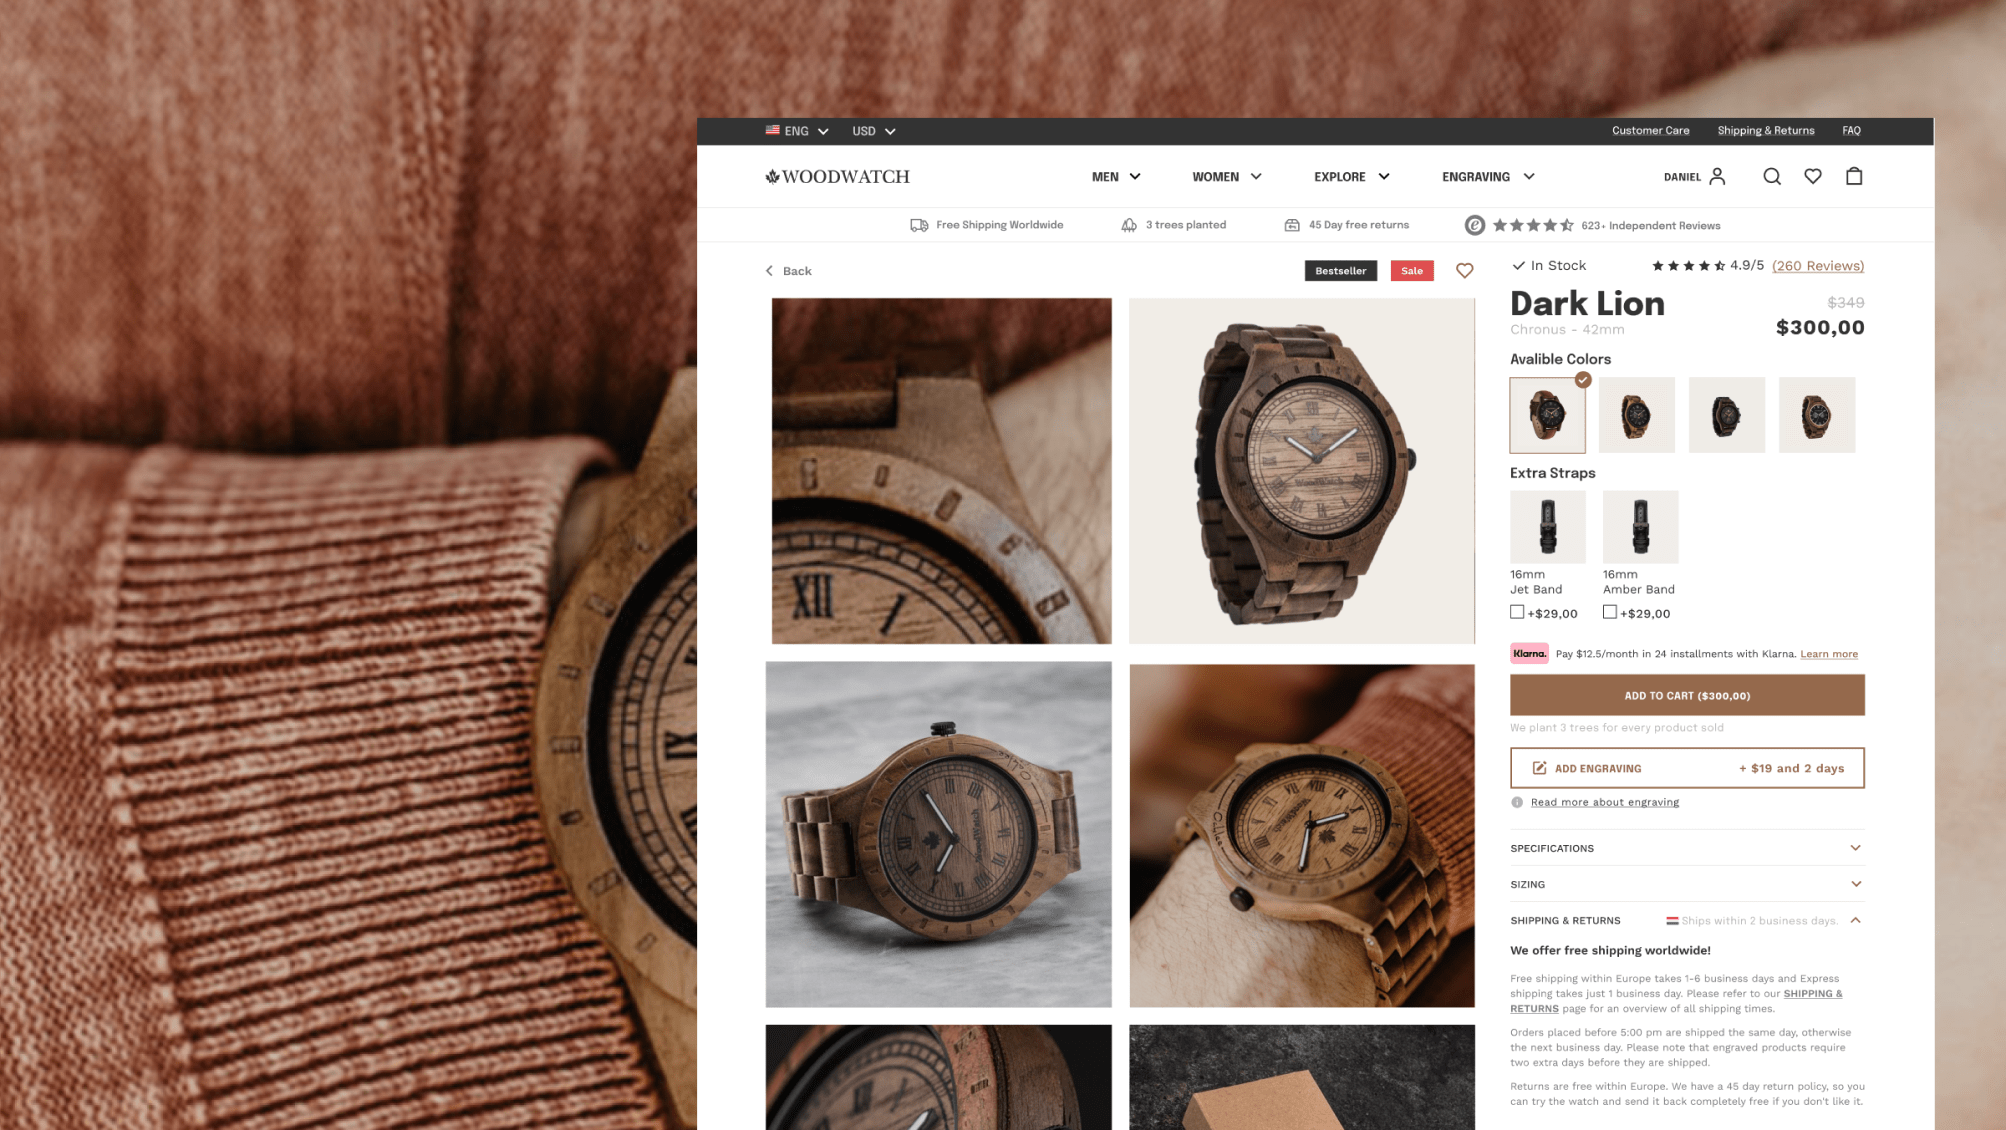 ENG USD Customer Care Shipping & Returns FAQ
WOODWATCH MEN WOMEN EXPLORE ENGRAVING DANIEL
Free Shipping Worldwide 3 trees planted 45 Day free returns 623+ Independent Reviews
Back Bestseller Sale
In Stock 4.9/5 (260 Reviews)
Dark Lion $349
Chronus - 42mm $300,00
Avalible Colors
Extra Straps
16mm 16mm
Jet Band Amber Band
+$29,00 +$29,00
Klarna. Pay $12.5/month in 24 installments with Klarna. Learn more
ADD TO CART ($300,00)
We plant 3 trees for every product sold
ADD ENGRAVING + $19 and 2 days
Read more about engraving
SPECIFICATIONS
SIZING
SHIPPING & RETURNS Ships within 2 business days.
We offer free shipping worldwide!
Free shipping within Europe takes 1-6 business days and Express
shipping takes just 1 business day. Please refer to our SHIPPING &
RETURNS page for an overview of all shipping times.
Orders placed before 5:00 pm are shipped the same day, otherwise
the next business day. Please note that engraved products require
two extra days before they are shipped.
Returns are free within Europe. We have a 45 day return policy, so you
can try the watch and send it back completely free if you don't like it.
XII I
WoodWatch
WoodWatch
WoodWatch